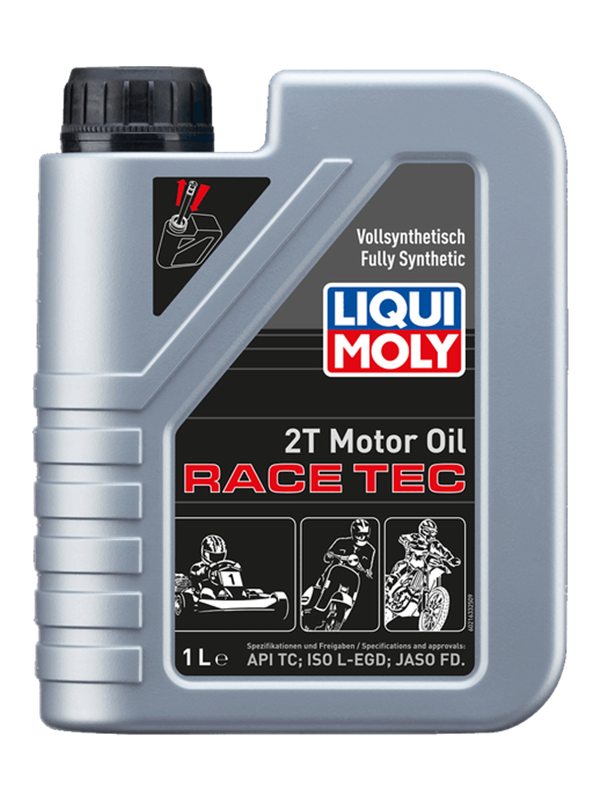 Vollsynthetisch
Fully Synthetic
LIQUI
MOLY
2T Motor Oil
RACE TEC
1
60216332509
Spezifikationen und Freigaben / Specifications and approvals:
1 L e API TC; ISO L-EGD; JASO FD.